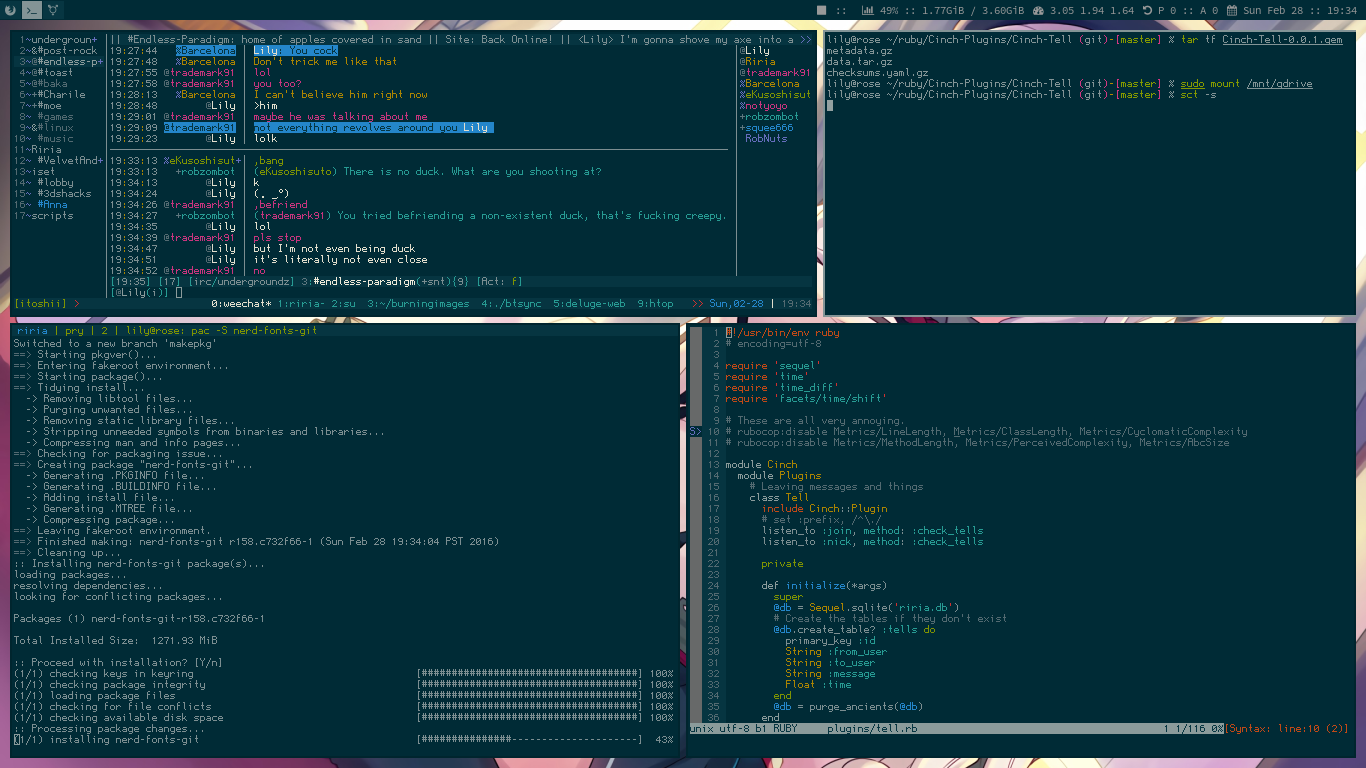 :: 49% :: 1.77GiB / 3.60GiB 3.05 1.94 1.64 P 0 :: A 0 Sun Feb 28 :: 19:34
|| #Endless-Paradigm: home of apples covered in sand || Site: Back Online! || <Lily> I'm gonna shove my axe into a >>
1~undergroun+
2~&#post-rock
3~@#endless-p+
4~@#toast
5~@#baka
6~+#Charile
7~+#moe
8~ #games
9~&#linux
10~ #music
11~Riria
12~ #VelvetAnd+
13~iset
14~ #lobby
15~ #3dshacks
16~ #Anna
17~scripts
19:27:44 %Barcelona | Lily: You cock
19:27:48 %Barcelona | Don't trick me like that
19:27:55 @trademark91 | lol
19:27:58 @trademark91 | you too?
19:28:13 %Barcelona | I can't believe him right now
19:28:48 @Lily | >him
19:29:01 @trademark91 | maybe he was talking about me
19:29:09 @trademark91 | not everything revolves around you Lily
19:29:23 @Lily | lolk
19:33:13 %eKusoshisut+ | ,bang
19:33:13 +robzombot | (eKusoshisuto) There is no duck. What are you shooting at?
19:34:13 @Lily | k
19:34:24 @Lily | (. _.°)
19:34:26 @trademark91 | ,befriend
19:34:27 +robzombot | (trademark91) You tried befriending a non-existent duck, that's fucking creepy.
19:34:35 @Lily | lol
19:34:39 @trademark91 | pls stop
19:34:47 @Lily | but I'm not even being duck
19:34:51 @Lily | it's literally not even close
19:34:52 @trademark91 | no
@Lily
@Riria
@trademark91
%Barcelona
%eKusoshisut
%notyoyo
+robzombot
+squee666
RobNuts
[19:35] [17] [irc/undergroundz] 3:#endless-paradigm(+snt){9} [Act: f]
[@Lily(i)]
[itoshii] > 0:weechat* 1:riria- 2:su 3:~/burningimages 4:./btsync 5:deluge-web 9:htop >> Sun,02-28 | 19:34
lily@rose ~/ruby/Cinch-Plugins/Cinch-Tell (git)-[master] % tar tf Cinch-Tell-0.0.1.gem
metadata.gz
data.tar.gz
checksums.yaml.gz
lily@rose ~/ruby/Cinch-Plugins/Cinch-Tell (git)-[master] % sudo mount /mnt/gdrive
lily@rose ~/ruby/Cinch-Plugins/Cinch-Tell (git)-[master] % sct -s
riria | pry | 2 | lily@rose: pac -S nerd-fonts-git
Switched to a new branch 'makepkg'
==> Starting pkgver()...
==> Entering fakeroot environment...
==> Starting package()...
==> Tidying install...
-> Removing libtool files...
-> Purging unwanted files...
-> Removing static library files...
-> Stripping unneeded symbols from binaries and libraries...
-> Compressing man and info pages...
==> Checking for packaging issue...
==> Creating package "nerd-fonts-git"...
-> Generating .PKGINFO file...
-> Generating .BUILDINFO file...
-> Adding install file...
-> Generating .MTREE file...
-> Compressing package...
==> Leaving fakeroot environment.
==> Finished making: nerd-fonts-git r158.c732f66-1 (Sun Feb 28 19:34:04 PST 2016)
==> Cleaning up...
:: Installing nerd-fonts-git package(s)...
loading packages...
resolving dependencies...
looking for conflicting packages...
Packages (1) nerd-fonts-git-r158.c732f66-1
Total Installed Size: 1271.93 MiB
:: Proceed with installation? [Y/n]
(1/1) checking keys in keyring [####################################] 100%
(1/1) checking package integrity [####################################] 100%
(1/1) loading package files [####################################] 100%
(1/1) checking for file conflicts [####################################] 100%
(1/1) checking available disk space [####################################] 100%
:: Processing package changes...
(1/1) installing nerd-fonts-git [###############---------------------] 43%
1 #!/usr/bin/env ruby
2 # encoding=utf-8
3
4 require 'sequel'
5 require 'time'
6 require 'time_diff'
7 require 'facets/time/shift'
8
9 # These are all very annoying.
S> 10 # rubocop:disable Metrics/LineLength, Metrics/ClassLength, Metrics/CyclomaticComplexity
11 # rubocop:disable Metrics/MethodLength, Metrics/PerceivedComplexity, Metrics/AbcSize
12
13 module Cinch
14 module Plugins
15 # Leaving messages and things
16 class Tell
17 include Cinch::Plugin
18 # set :prefix, /^\./
19 listen_to :join, method: :check_tells
20 listen_to :nick, method: :check_tells
21
22 private
23
24 def initialize(*args)
25 super
26 @db = Sequel.sqlite('riria.db')
27 # Create the tables if they don't exist
28 @db.create_table? :tells do
29 primary_key :id
30 String :from_user
31 String :to_user
32 String :message
33 Float :time
34 end
35 @db = purge_ancients(@db)
36 end
unix utf-8 b1 RUBY plugins/tell.rb 1 1/116 0%[Syntax: line:10 (2)]